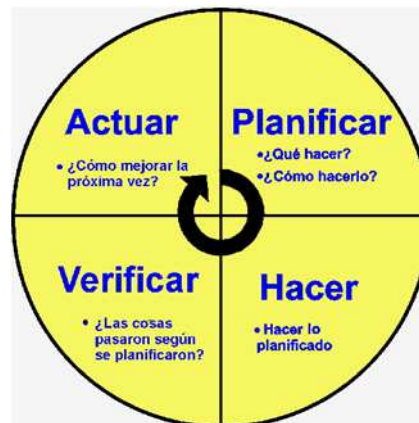 Actuar
• ¿Cómo mejorar la
próxima vez?
Planificar
•¿Qué hacer?
•¿Cómo hacerlo?
Verificar
• ¿Las cosas
pasaron según
se planificaron?
Hacer
• Hacer lo
planificado